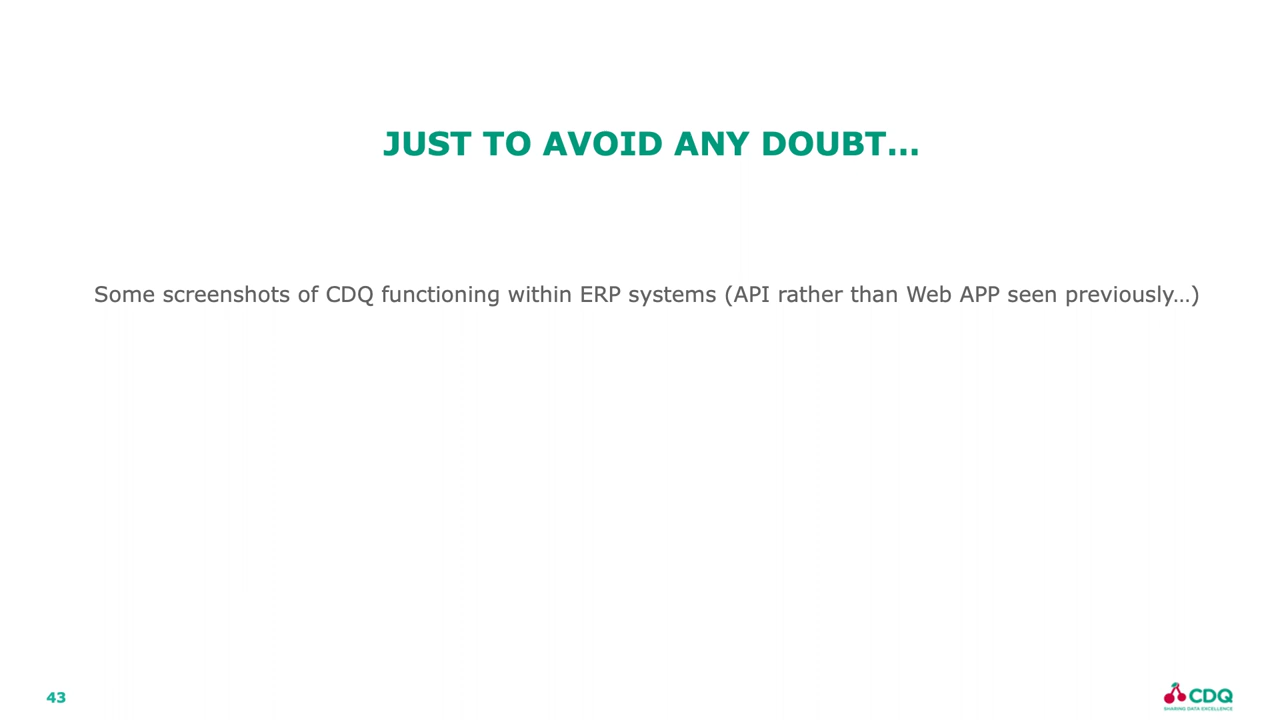 JUST TO AVOID ANY DOUBT…
Some screenshots of CDQ functioning within ERP systems (API rather than Web APP seen previously…)
43
CDQ
SHARING DATA EXCELLENCE